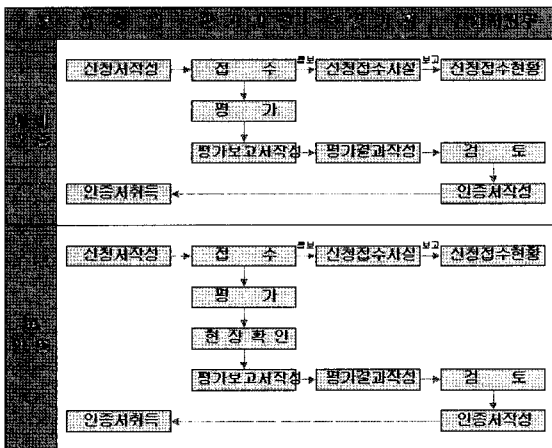 신청서작성 접 수 통보 신청접수사실 보고 신청접수현황
평 가
평가보고서작성 평가결과작성 검 토
인증서취득 인증서작성
신청서작성 접 수 통보 신청접수사실 보고 신청접수현황
평 가
현 장 확 인
평가보고서작성 평가결과작성 검 토
인증서취득 인증서작성